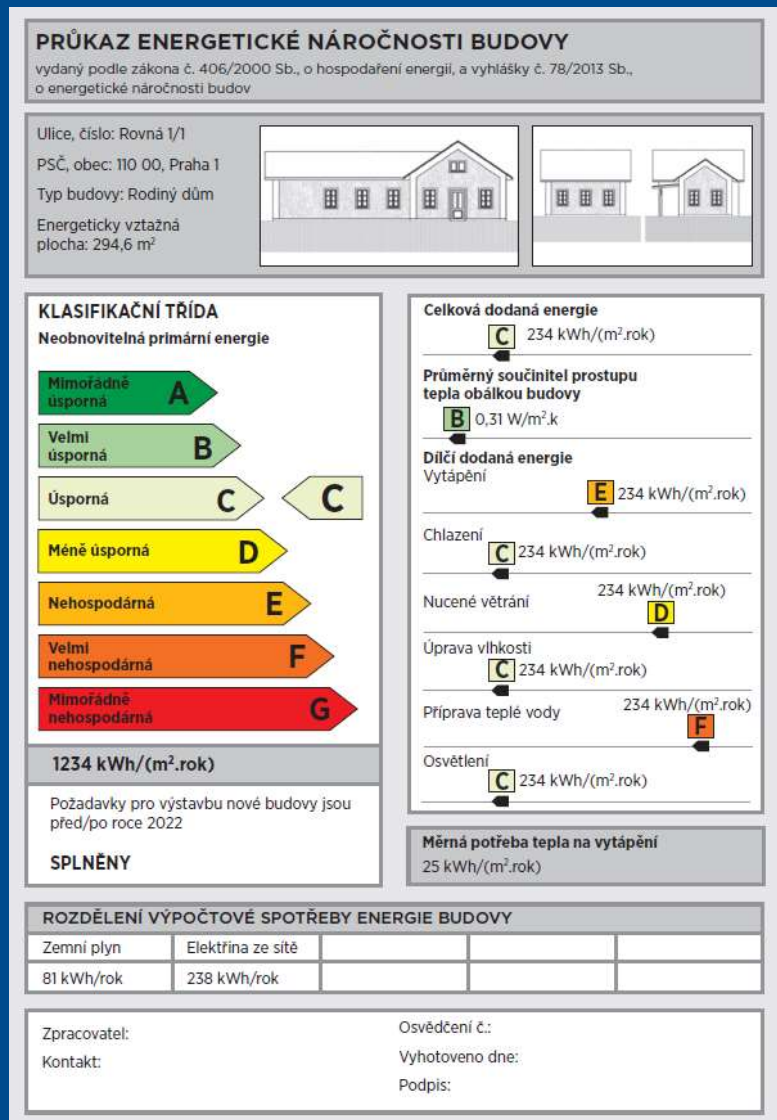 PRŮKAZ ENERGETICKÉ NÁROČNOSTI BUDOVY
vydaný podle zákona č. 406/2000 Sb., o hospodaření energií, a vyhlášky č. 78/2013 Sb.,
o energetické náročnosti budov
Ulice, číslo: Rovná 1/1
PSČ, obec: 110 00, Praha 1
Typ budovy: Rodiný dům
Energeticky vztažná
plocha: 294,6 m²
KLASIFIKAČNÍ TŘÍDA
Neobnovitelná primární energie
Mimořádně
úsporná
A
Velmi
úsporná
B
Úsporná
C
C
Méně úsporná
D
Nehospodárná
E
Velmi
nehospodárná
F
Mimořádně
nehospodárná
G
1234 kWh/(m².rok)
Požadavky pro výstavbu nové budovy jsou
před/po roce 2022
SPLNĚNY
Celková dodaná energie
C 234 kWh/(m².rok)
Průměrný součinitel prostupu
tepla obálkou budovy
B 0,31 W/m².k
Dílčí dodaná energie
Vytápění
E 234 kWh/(m².rok)
Chlazení
C 234 kWh/(m².rok)
Nucené větrání
234 kWh/(m².rok)
D
Úprava vlhkosti
C 234 kWh/(m².rok)
Příprava teplé vody
234 kWh/(m².rok)
F
Osvětlení
C 234 kWh/(m².rok)
Měrná potřeba tepla na vytápění
25 kWh/(m².rok)
ROZDĚLENÍ VÝPOČTOVÉ SPOTŘEBY ENERGIE BUDOVY
Zemní plyn Elektřina ze sítě
81 kWh/rok 238 kWh/rok
Zpracovatel:
Kontakt:
Osvědčení č.:
Vyhotoveno dne:
Podpis: